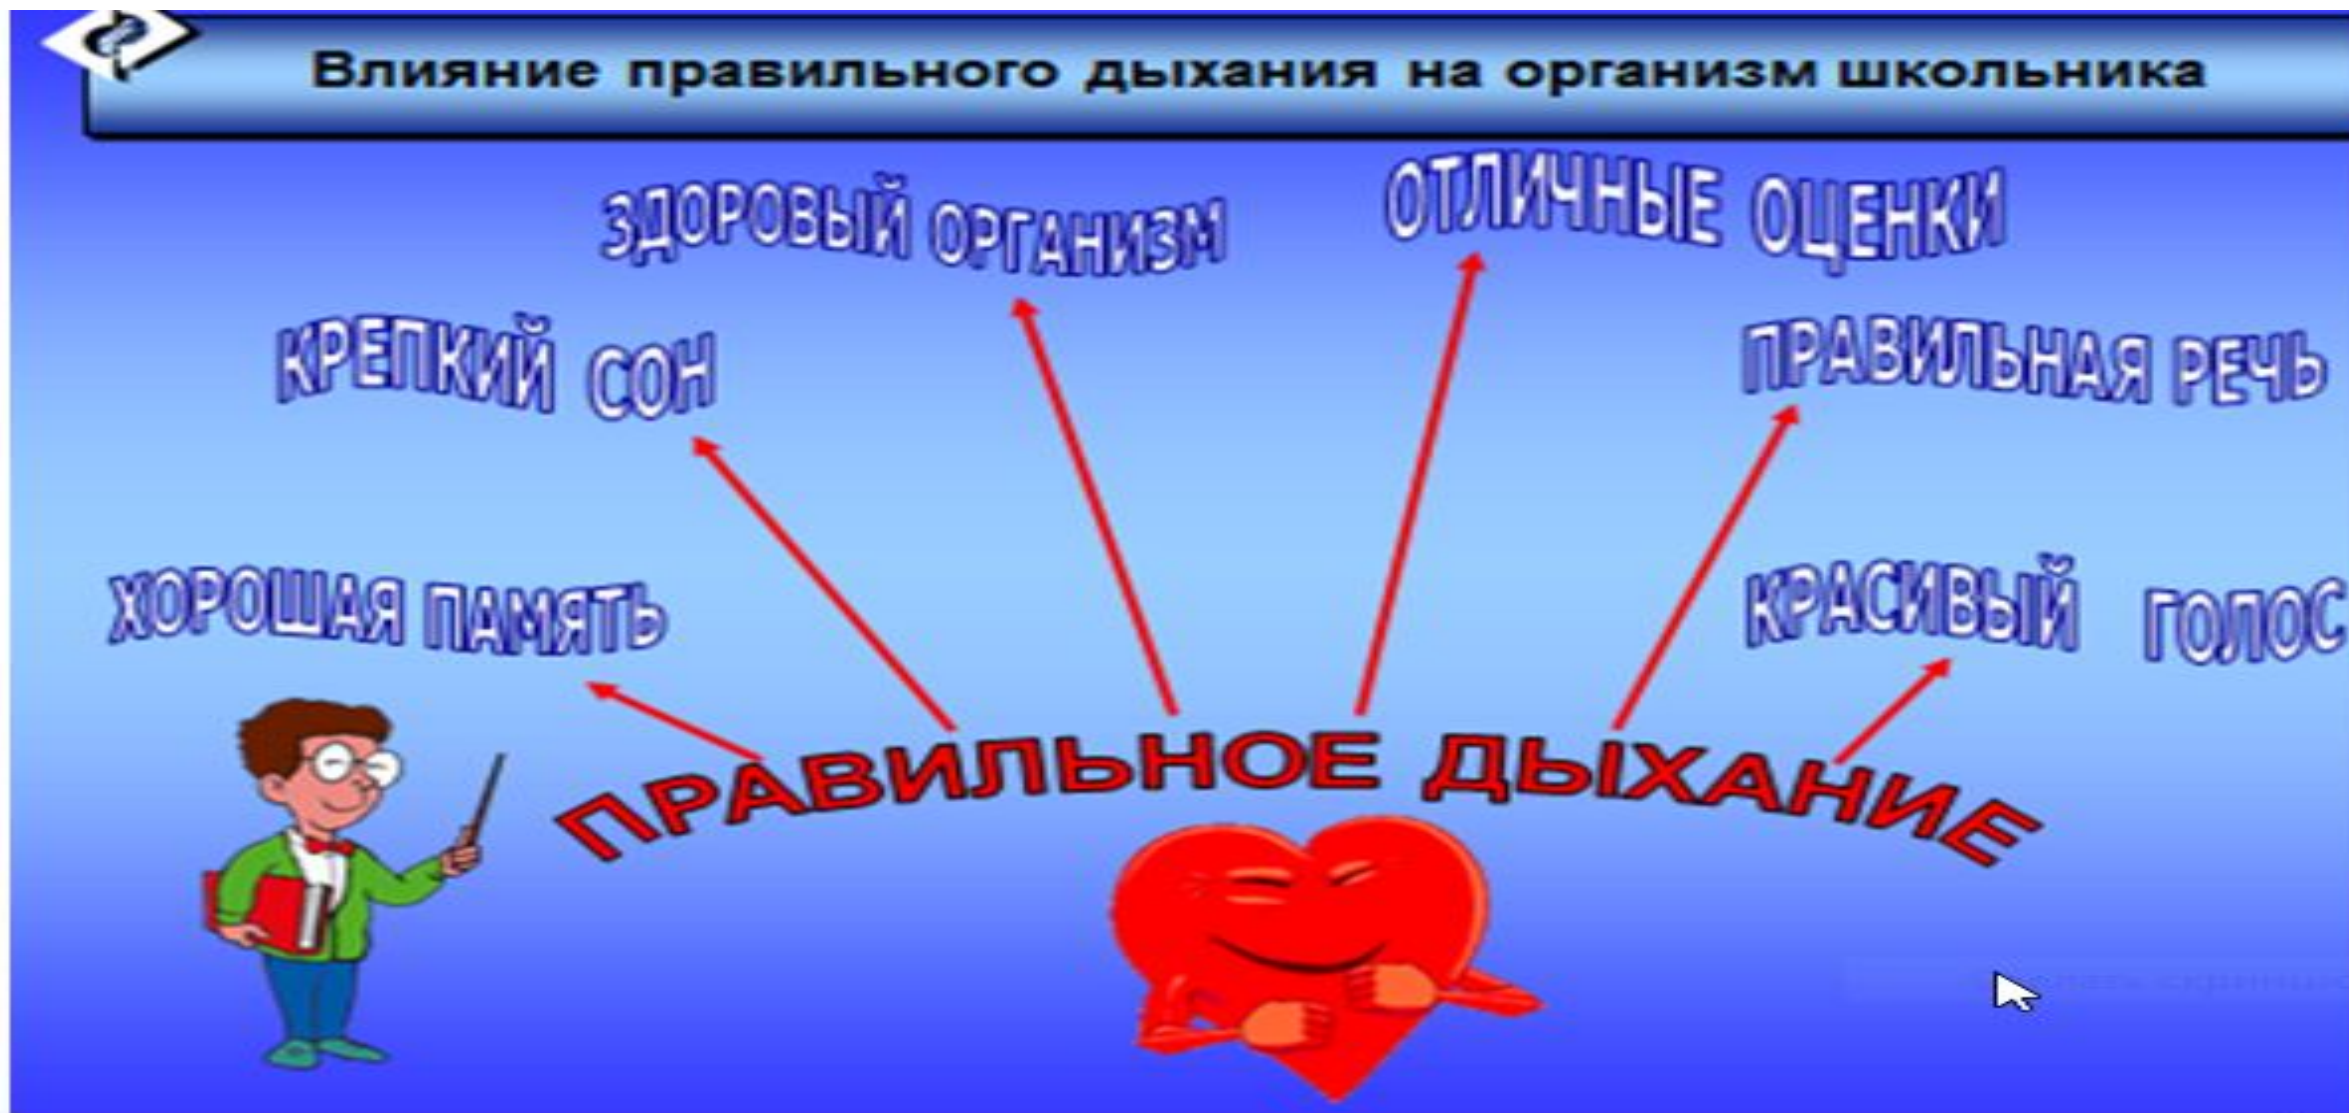 Влияние правильного дыхания на организм школьника
ОТЛИЧНЫЕ ОЦЕНКИ
ЗДОРОВЫЙ ОРГАНИЗМ
КРЕПКИЙ СОН
ПРАВИЛЬНАЯ РЕЧЬ
ХОРОШАЯ ПАМЯТЬ
КРАСИВЫЙ ГОЛОС
ПРАВИЛЬНОЕ ДЫХАНИЕ